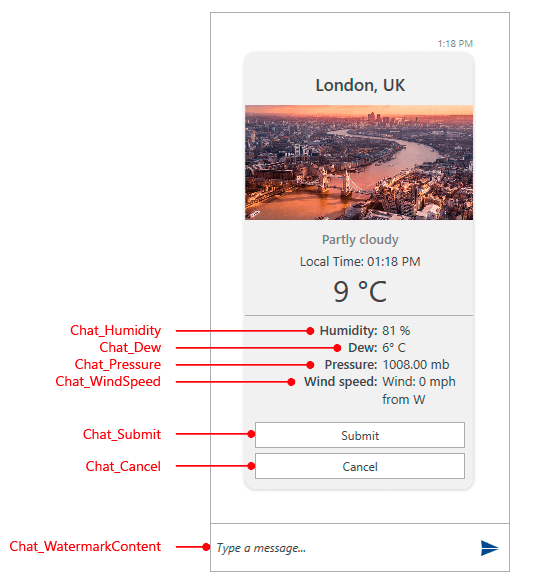 1:18 PM
London, UK
Partly cloudy
Local Time: 01:18 PM
9 °C
Chat_Humidity Humidity: 81 %
Chat_Dew Dew: 6° C
Chat_Pressure Pressure: 1008.00 mb
Chat_WindSpeed Wind speed: Wind: 0 mph
from W
Chat_Submit Submit
Chat_Cancel Cancel
Chat_WatermarkContent Type a message...